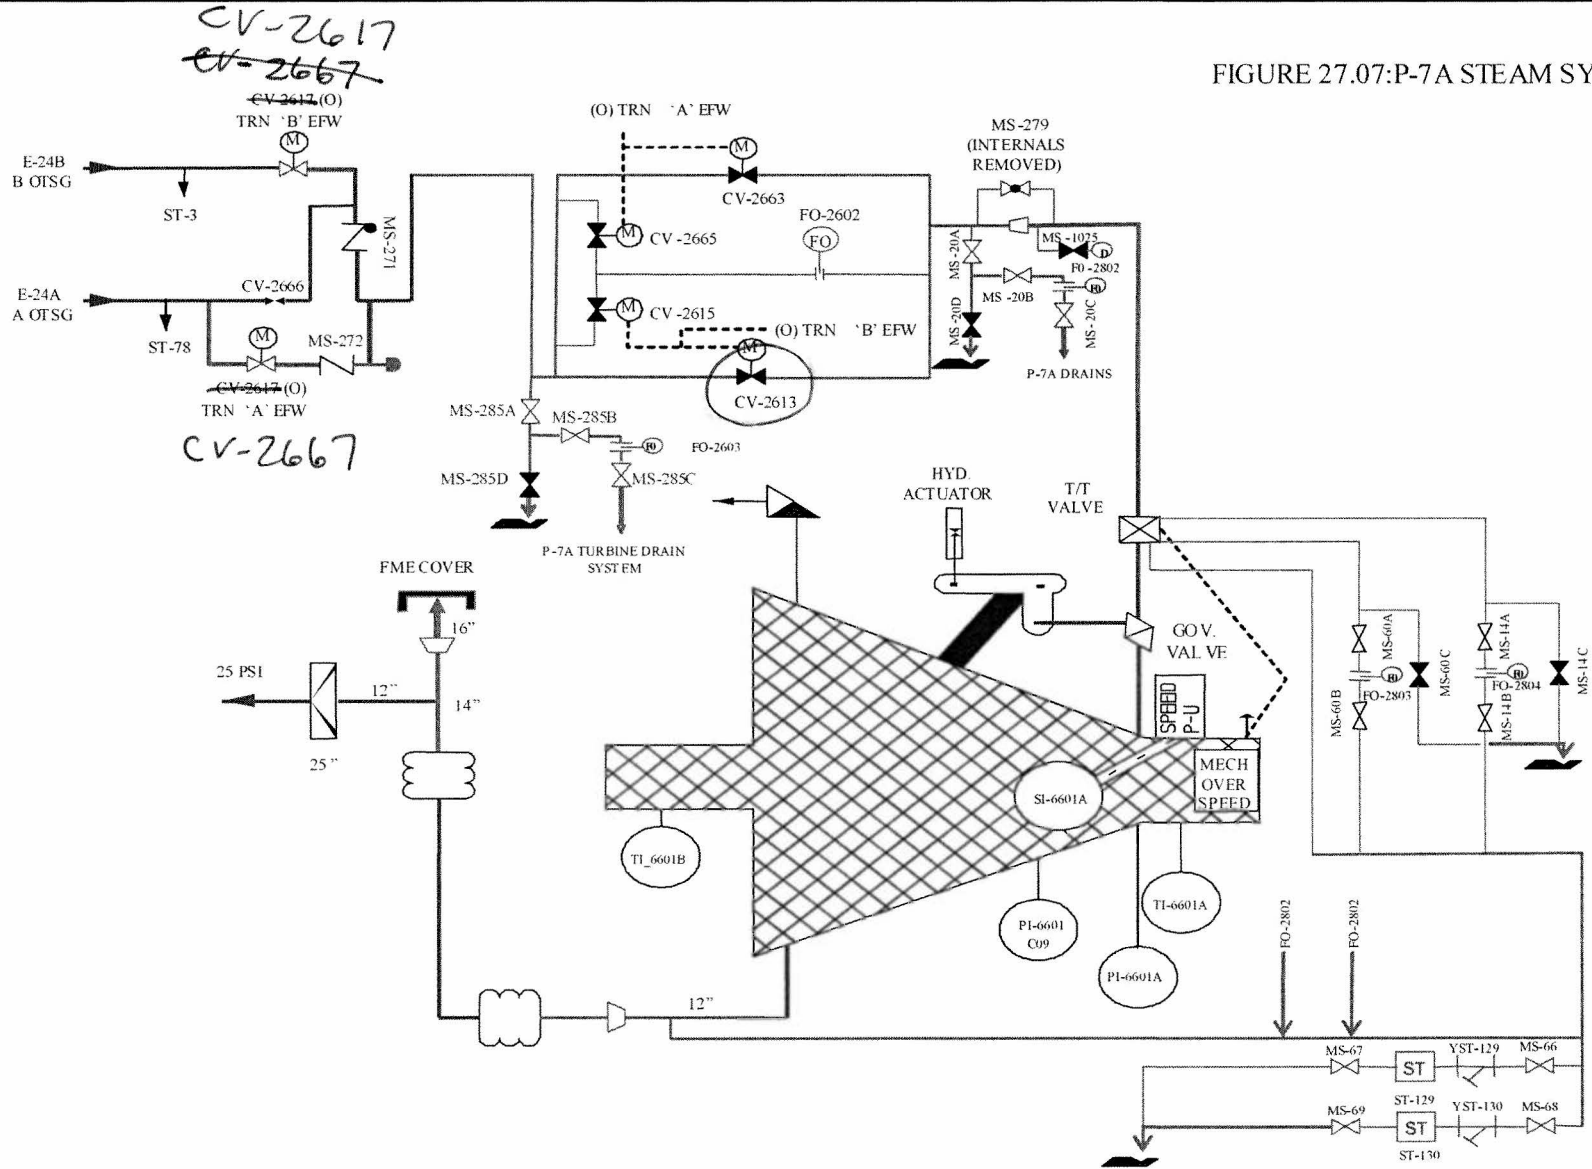 CV-2617
CV-2667
CV-2617 (O)
TRN 'B' EFW
FIGURE 27.07:P-7A STEAM SY
M
E-24B
B OTSG
ST-3
MS-271
E-24A
A OTSG
CV-2666
ST-78
M
MS-272
CV-2617 (O)
TRN 'A' EFW
CV-2667
(O) TRN 'A' EFW
M
CV-2663
M
CV-2665
FO-2602
FO
M
CV-2615
(O) TRN 'B' EFW
M
CV-2613
MS-279
(INTERNALS
REMOVED)
MS-20A
MS-1025
D
FO-2802
MS-20B
FO
MS-20C
MS-20D
P-7A DRAINS
MS-285A
MS-285B
FO
FO-2603
MS-285D
MS-285C
P-7A TURBINE DRAIN
SYSTEM
HYD.
ACTUATOR
T/T
VALVE
GOV.
VALVE
FME COVER
16”
25 PSI
12”
14”
25”
SPEED
P-U
MECH
OVER
SPEED
SI-6601A
TI_6601B
PI-6601
C09
TI-6601A
PI-6601A
12”
MS-60A
FO
FO-2803
MS-60B
MS-60C
MS-14A
FO
FO-2804
MS-14B
MS-14C
FO-2802
FO-2802
MS-67
ST
ST-129
YST-129
MS-66
MS-69
ST
ST-130
YST-130
MS-68